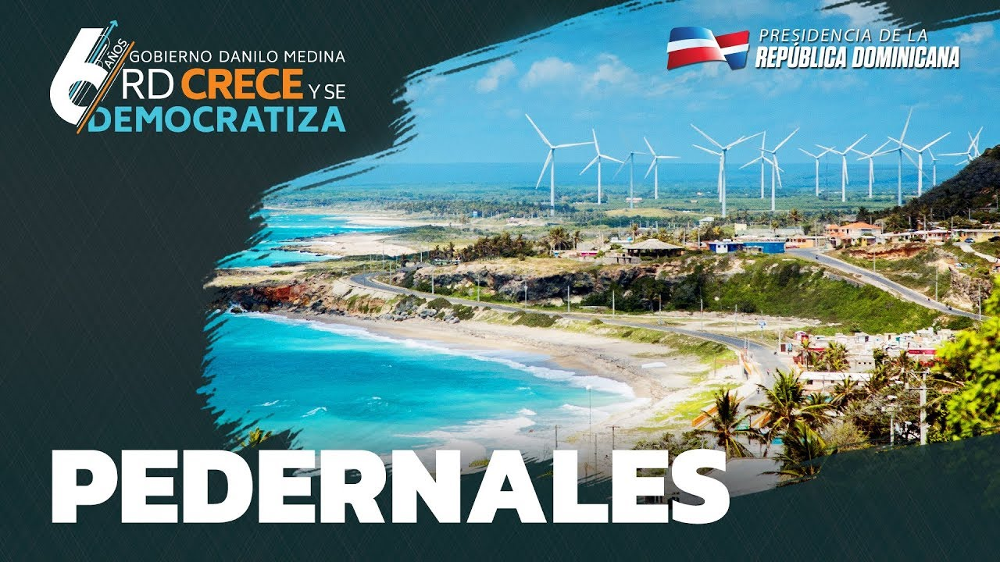 6 AÑOS
GOBIERNO DANILO MEDINA
RD CRECE Y SE
DEMOCRATIZA
PRESIDENCIA DE LA
REPÚBLICA DOMINICANA
PEDERNALES